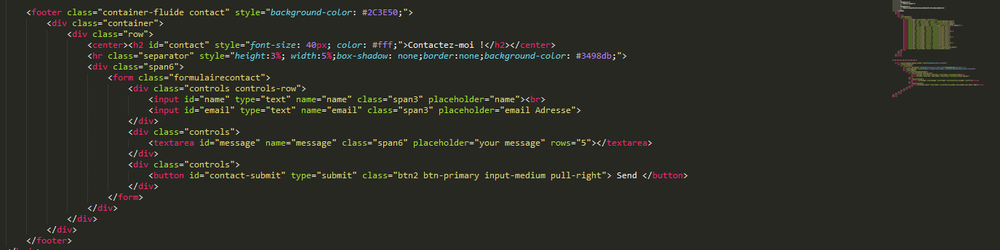 <footer class="container-fluide contact" style="background-color: #2C3E50;">
<div class="container">
<div class="row">
<center><h2 id="contact" style="font-size: 40px; color: #fff;">Contactez-moi !</h2></center>
<hr class="separator" style="height:3%; width:5%;box-shadow: none;border:none;background-color: #3498db;">
<div class="span6">
<form class="formulairecontact">
<div class="controls controls-row">
<input id="name" type="text" name="name" class="span3" placeholder="name"><br>
<input id="email" type="text" name="email" class="span3" placeholder="email Adresse">
</div>
<div class="controls">
<textarea id="message" name="message" class="span6" placeholder="your message" rows="5"></textarea>
</div>
<div class="controls">
<button id="contact-submit" type="submit" class="btn2 btn-primary input-medium pull-right"> Send </button>
</div>
</form>
</div>
</div>
</div>
</footer>